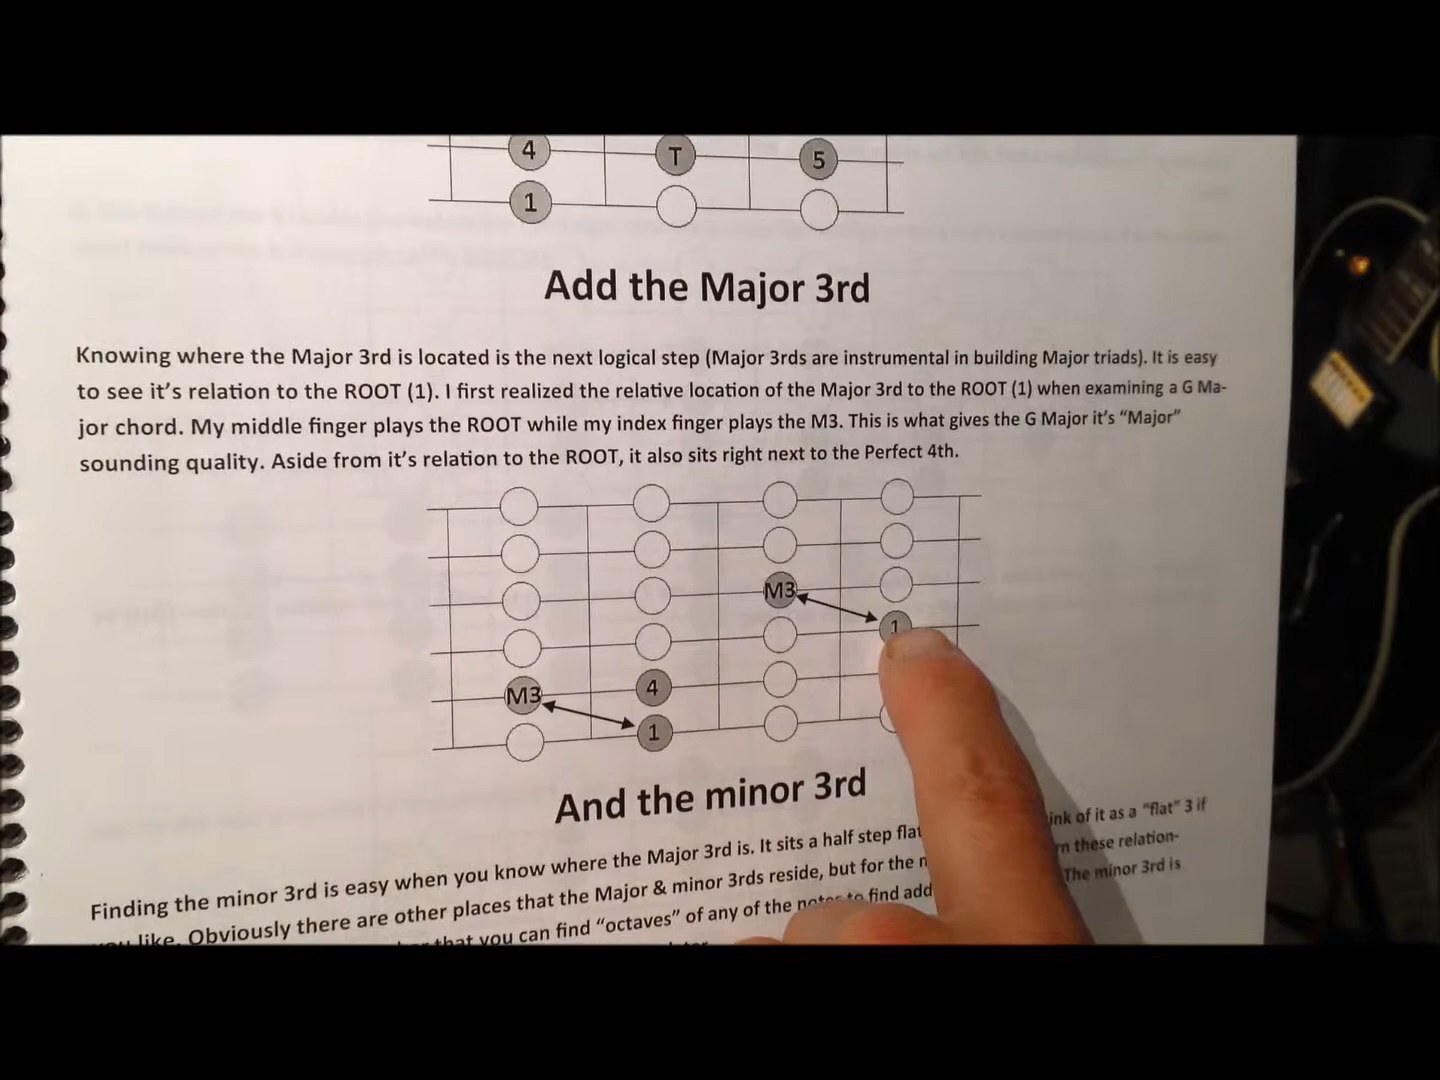 4 T 5
1
Add the Major 3rd
Knowing where the Major 3rd is located is the next logical step (Major 3rds are instrumental in building Major triads). It is easy
to see it's relation to the ROOT (1). I first realized the relative location of the Major 3rd to the ROOT (1) when examining a G Ma-
jor chord. My middle finger plays the ROOT while my index finger plays the M3. This is what gives the G Major it's “Major”
sounding quality. Aside from it's relation to the ROOT, it also sits right next to the Perfect 4th.
M3
1
M3 4
1
And the minor 3rd
Finding the minor 3rd is easy when you know where the Major 3rd is. It sits a half step flat of it as a “flat” 3 if
like. Obviously there are other places that the Major & minor 3rds reside, but for the these relation-
that you can find “octaves” of any of the notes to find add The minor 3rd is